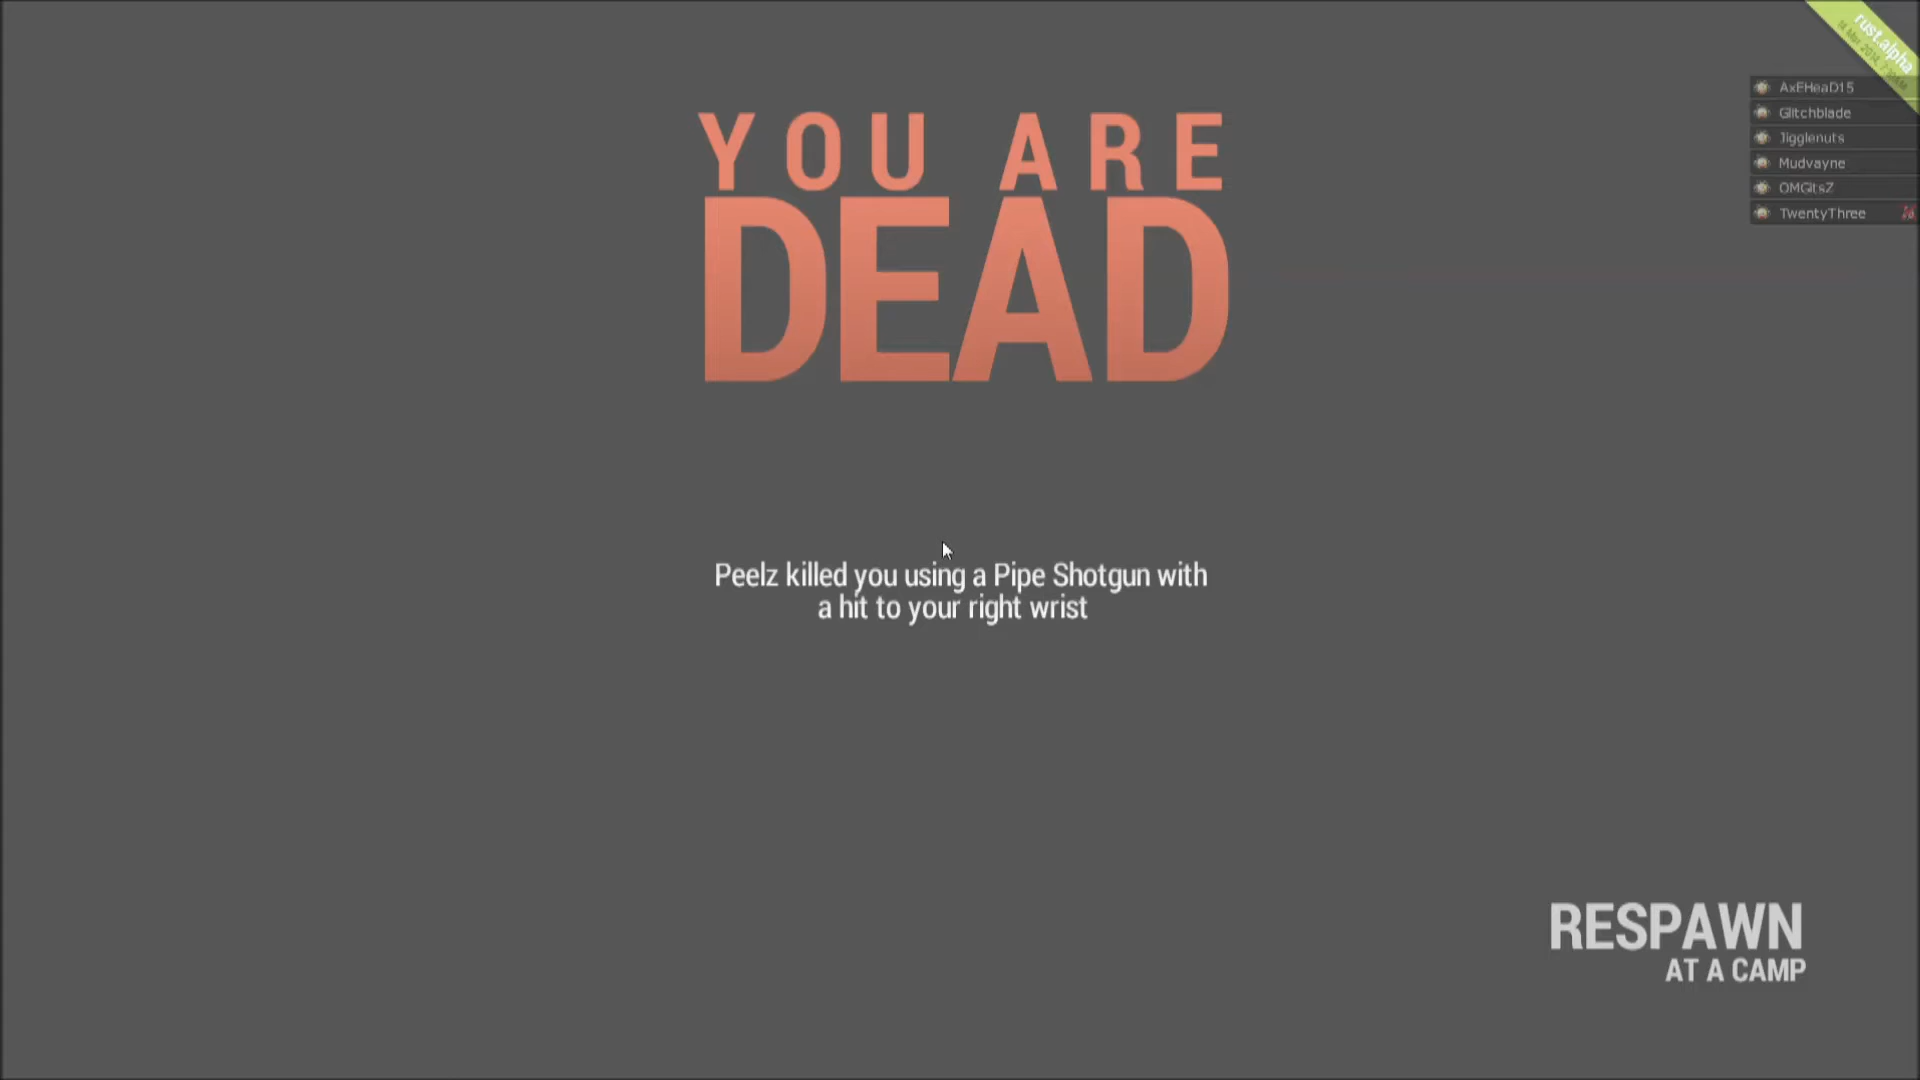 rust.alpha
AxEHeaD15
Glitchblade
Jigglenuts
Mudvayne
OMGitsZ
TwentyThree
YOU ARE
DEAD
Peelz killed you using a Pipe Shotgun with
a hit to your right wrist
RESPAWN
AT A CAMP